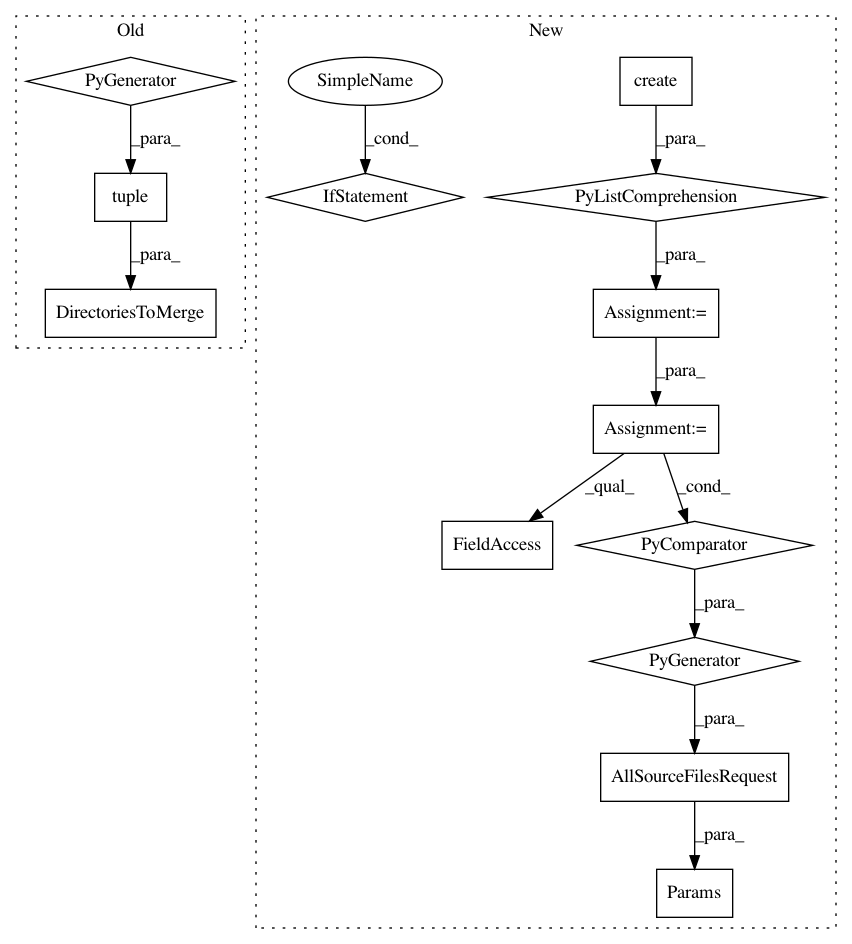 Old
New
PyGenerator
SimpleName
create
_para_
_cond_
_para_
tuple
IfStatement
PyListComprehension
_para_
_para_
DirectoriesToMerge
Assignment:=
_para_
Assignment:=
_qual_
_cond_
FieldAccess
PyComparator
_para_
PyGenerator
_para_
AllSourceFilesRequest
_para_
Params